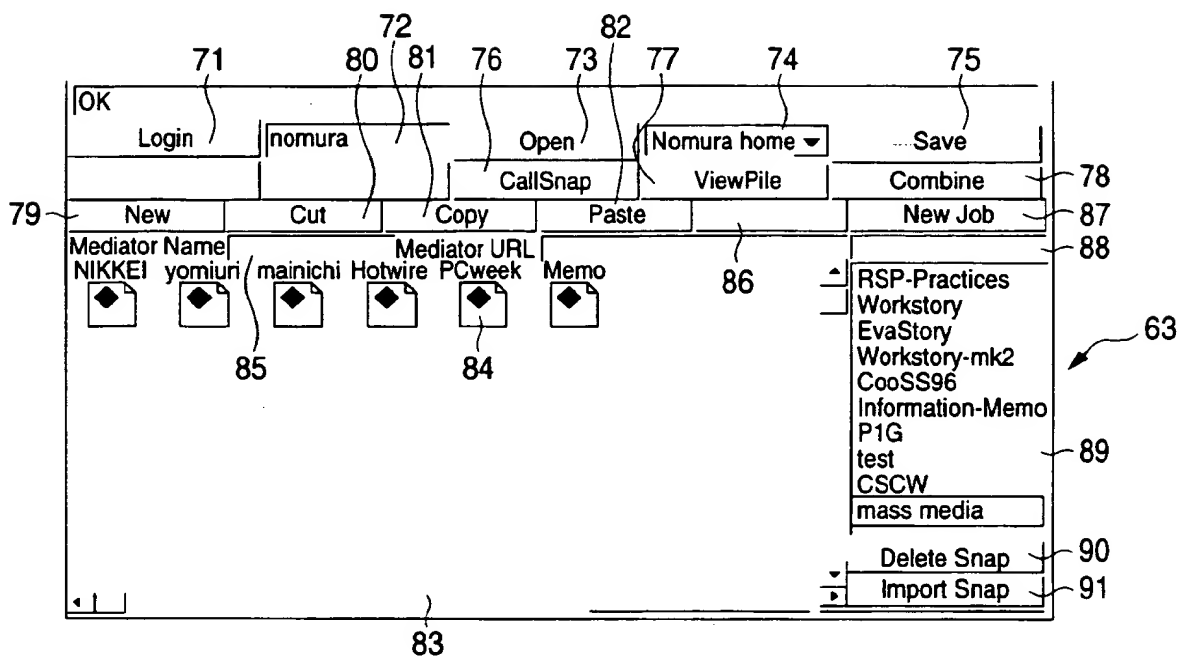 72 82
71 80 81 76 73 77 74 75
OK
Login nomura Open Nomura home Save
CallSnap ViewPile Combine 78
79 New Cut Copy Paste New Job 87
Mediator Name Mediator URL 88
NIKKEI yomiuri mainichi Hotwire PCweek Memo 86 RSP-Practices
Workstory
EvaStory 63
85 84 Workstory-mk2
CooSS96
Information-Memo
P1G
test 89
CSCW
mass media
Delete Snap 90
Import Snap 91
83